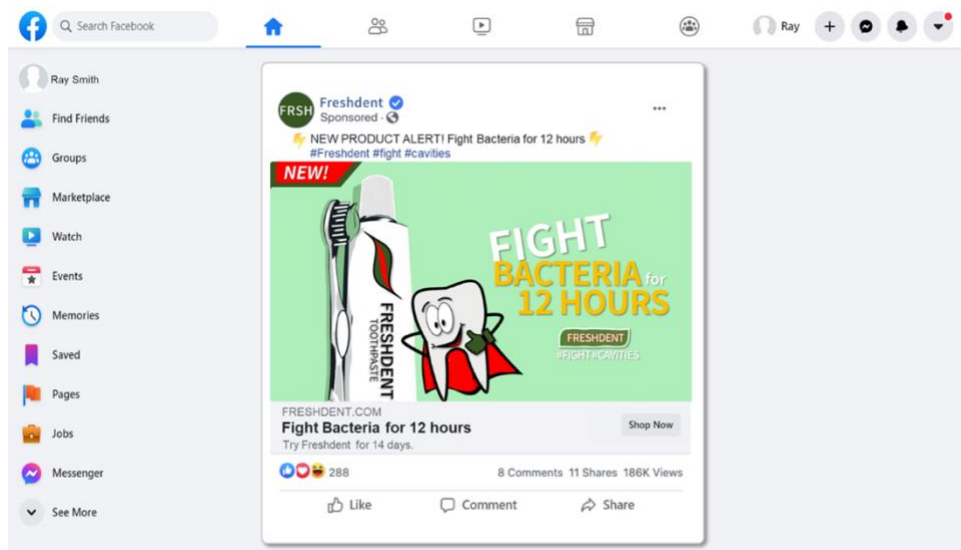 Search Facebook
Ray
Ray Smith
Find Friends
Groups
Marketplace
Watch
Events
Memories
Saved
Pages
Jobs
Messenger
See More
FRSH
Freshdent
Sponsored ·
NEW PRODUCT ALERT! Fight Bacteria for 12 hours
#Freshdent #fight #cavities
NEW!
FRESHDENT
TOOTHPASTE
FIGHT
BACTERIA for
12 HOURS
FRESHDENT
#FIGHT#CAVITIES
FRESHDENT.COM
Fight Bacteria for 12 hours
Try Freshdent for 14 days.
Shop Now
288
8 Comments 11 Shares 186K Views
Like
Comment
Share